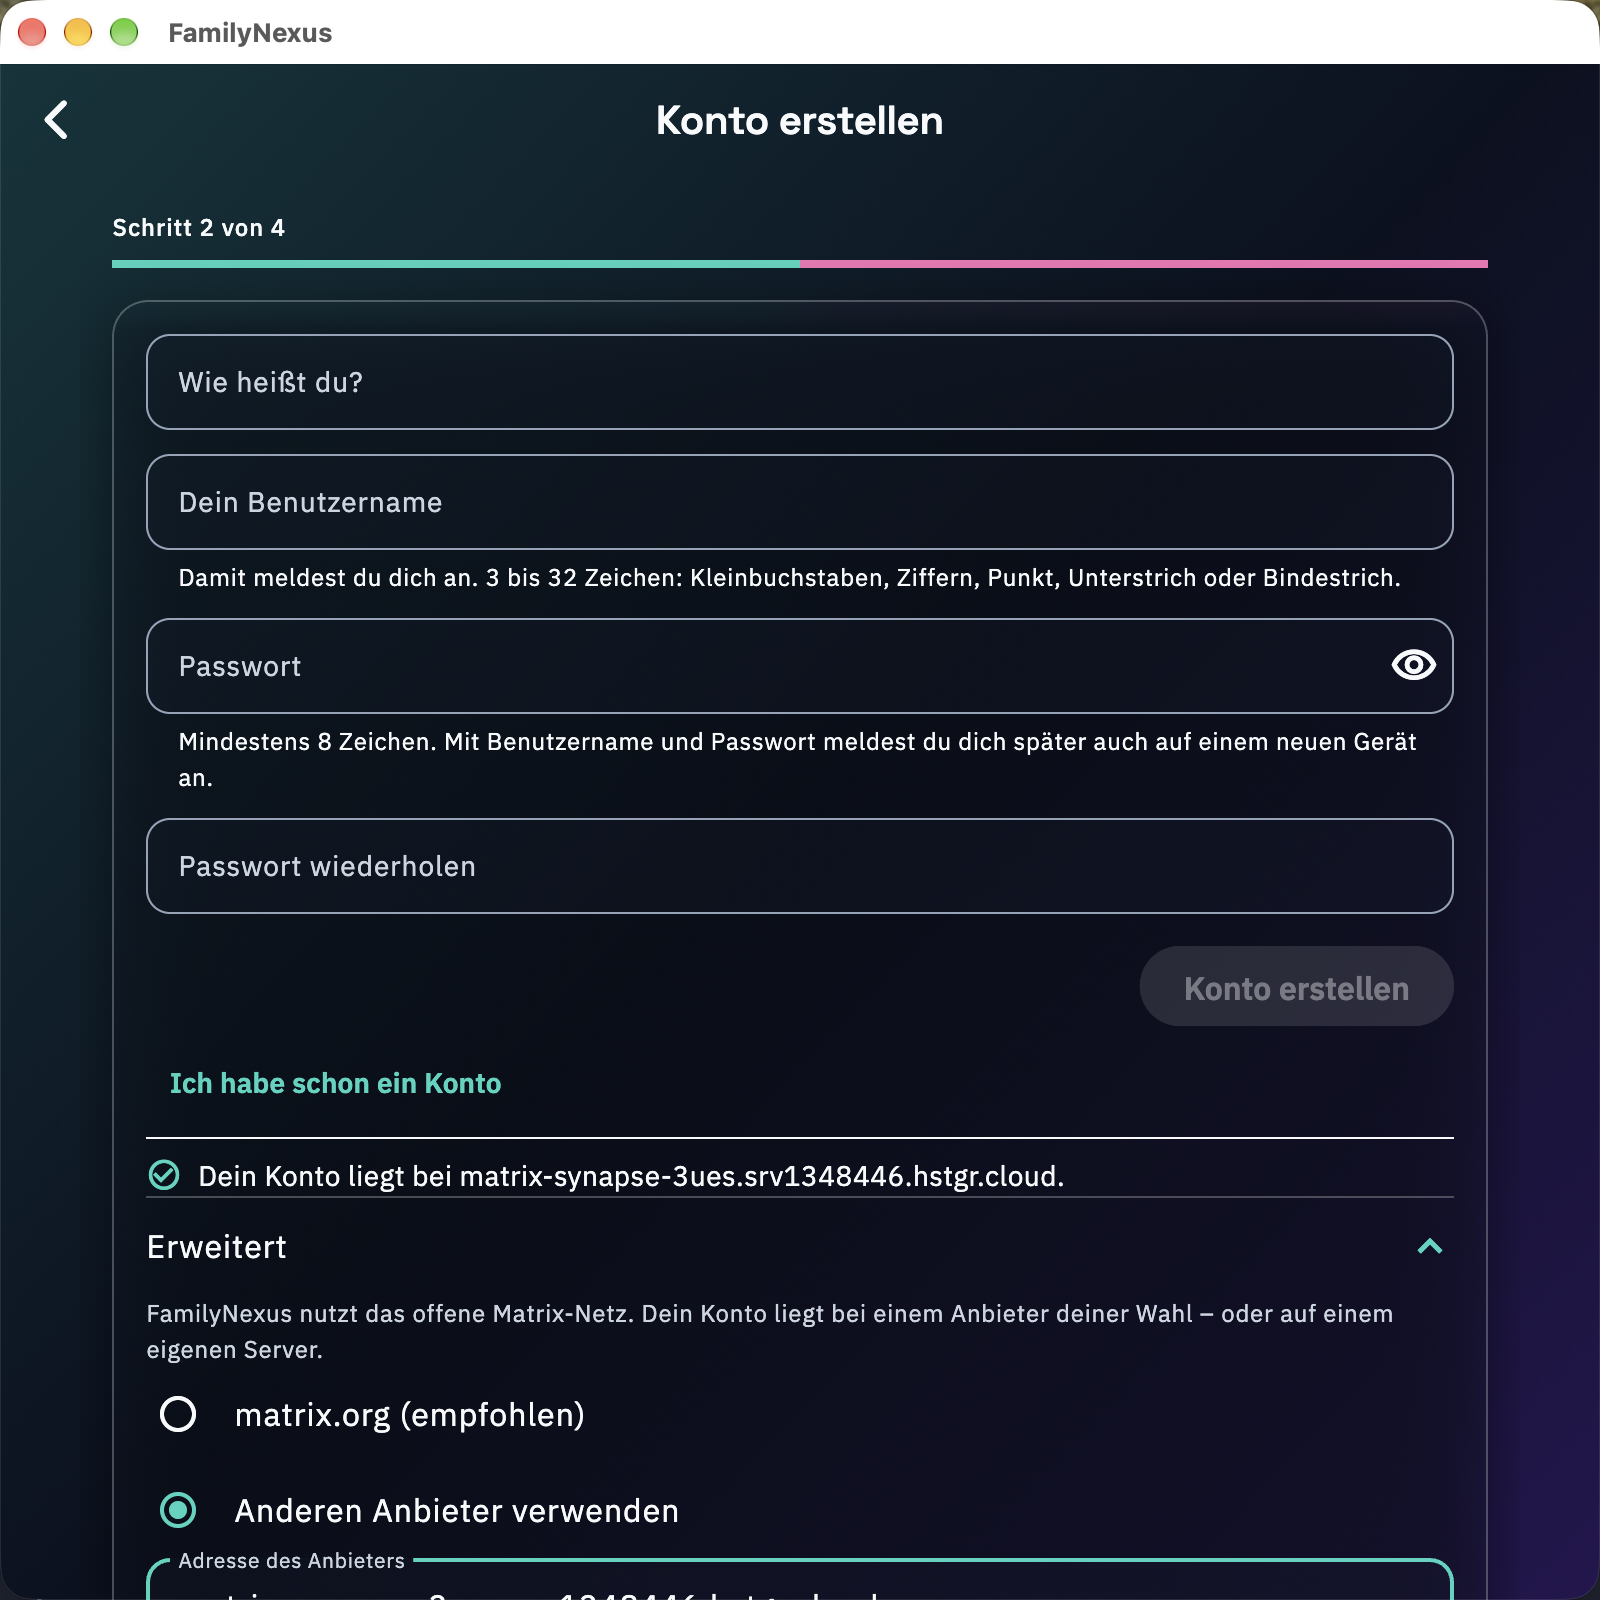 FamilyNexus
Konto erstellen
Schritt 2 von 4
Wie heißt du?
Dein Benutzername
Damit meldest du dich an. 3 bis 32 Zeichen: Kleinbuchstaben, Ziffern, Punkt, Unterstrich oder Bindestrich.
Passwort
Mindestens 8 Zeichen. Mit Benutzername und Passwort meldest du dich später auch auf einem neuen Gerät
an.
Passwort wiederholen
Konto erstellen
Ich habe schon ein Konto
Dein Konto liegt bei matrix-synapse-3ues.srv1348446.hstgr.cloud.
Erweitert
FamilyNexus nutzt das offene Matrix-Netz. Dein Konto liegt bei einem Anbieter deiner Wahl – oder auf einem
eigenen Server.
matrix.org (empfohlen)
Anderen Anbieter verwenden
Adresse des Anbieters